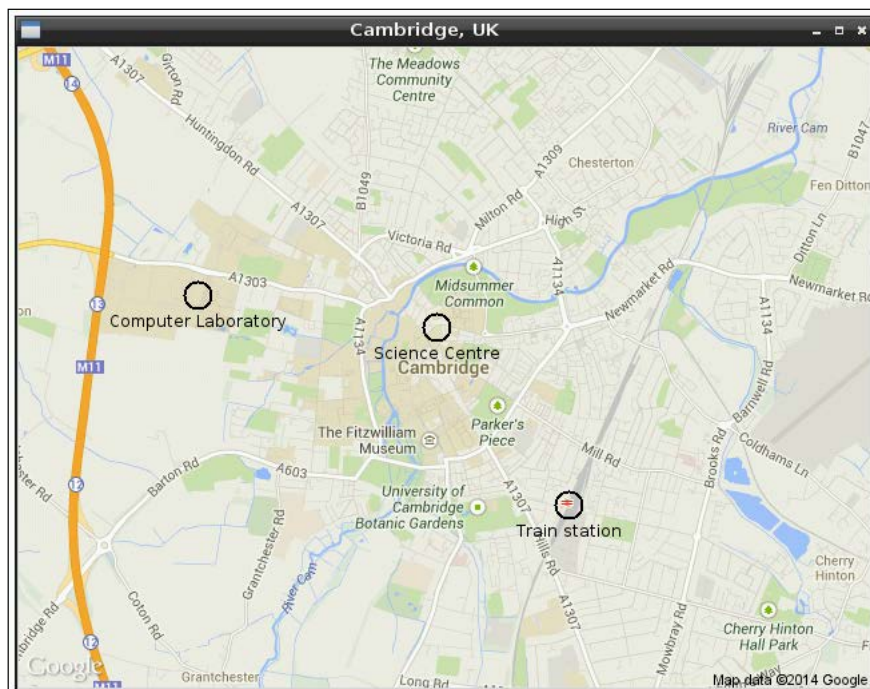 Cambridge, UK
M11
14
A1307
Girton Rd
Huntingdon Rd
The Meadows
Community
Centre
A1309
River Cam
B1047
Chesterton
Fen Ditton
B1049
Milton Rd
High St
A1307
Victoria Rd
Ditton Ln
A1303
A1134
Newmarket Rd
Newmarket Rd
Midsummer
Common
13
Computer Laboratory
A1134
Science Centre
Cambridge
A1134
M11
Barnwell Rd
Parker's
Piece
The Fitzwilliam
Museum
Mill Rd
Brooks Rd
Coldhams Ln
Barton Rd
A603
12
University of
Cambridge
Botanic Gardens
A1307
Train station
Hills Rd
Grantchester Rd
River Cam
Cherry
Hinton
Coton Rd
A1307
Mowbray Rd
12
Cherry Hinton
Hall Park
Google
Grantchester
Long Rd
M11
Map data ©2014 Google